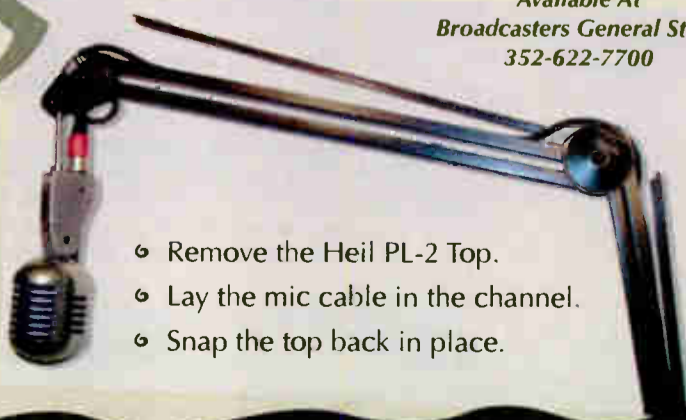 Available At
Broadcasters General
352-622-7700
Remove the Heil PL-2 Top.
Lay the mic cable in the channel.
Snap the top back in place.